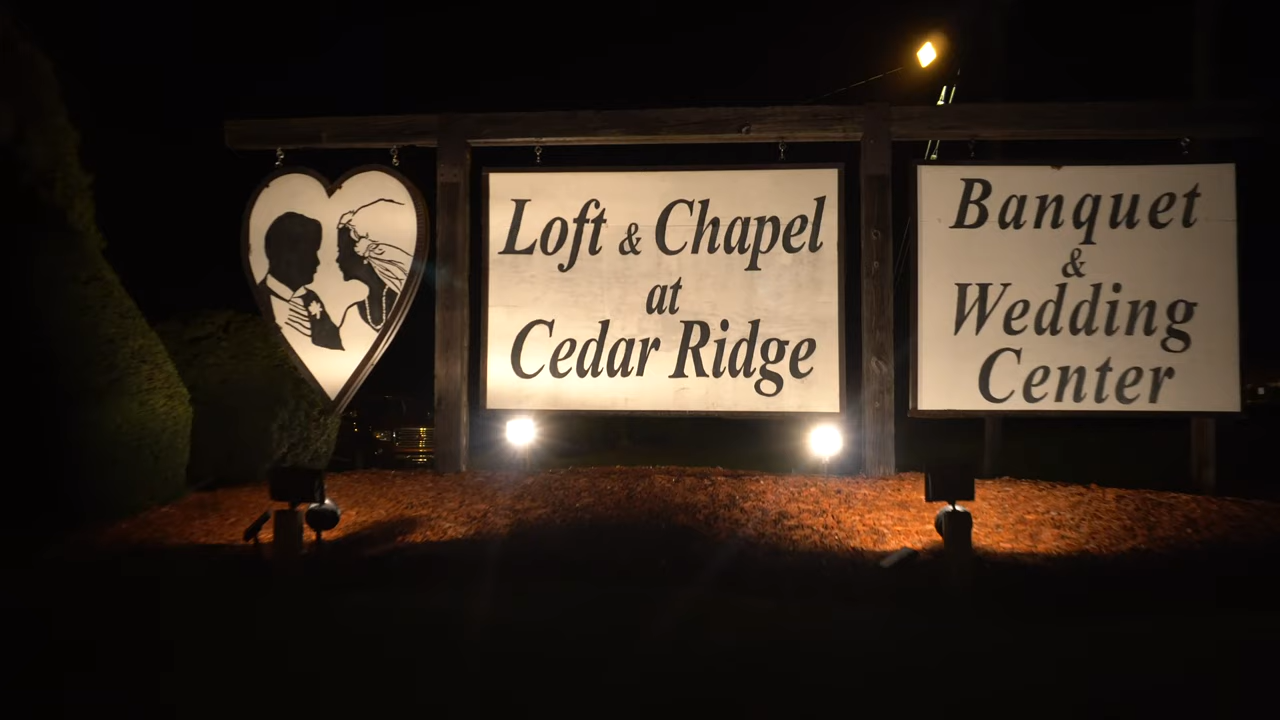 Loft & Chapel
at
Cedar Ridge
Banquet
&
Wedding
Center